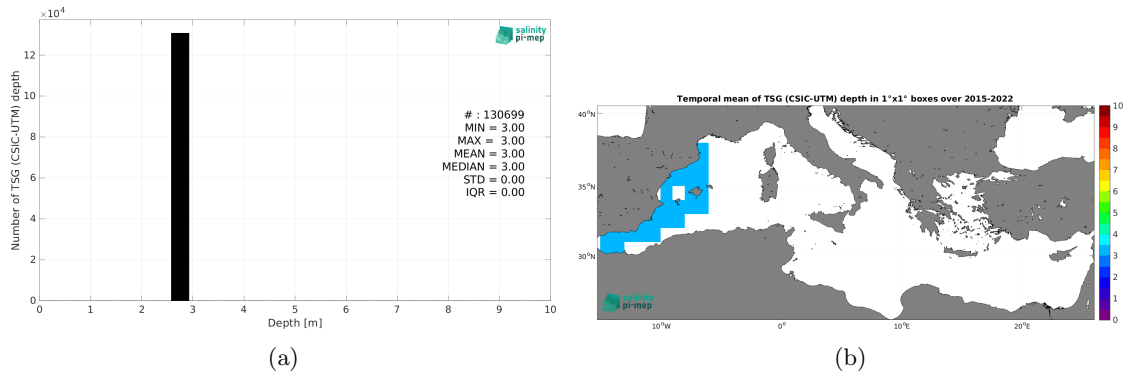 ×10⁴
salinity
pi-mep
12
10
8
6
4
2
0
Number of TSG (CSIC-UTM) depth
# : 130699
MIN = 3.00
MAX = 3.00
MEAN = 3.00
MEDIAN = 3.00
STD = 0.00
IQR = 0.00
0 1 2 3 4 5 6 7 8 9 10
Depth [m]
(a)
Temporal mean of TSG (CSIC-UTM) depth in 1°x1° boxes over 2015-2022
40°N
35°N
30°N
10°W 0° 10°E 20°E
salinity
pi-mep
10
9
8
7
6
5
4
3
2
1
0
(b)